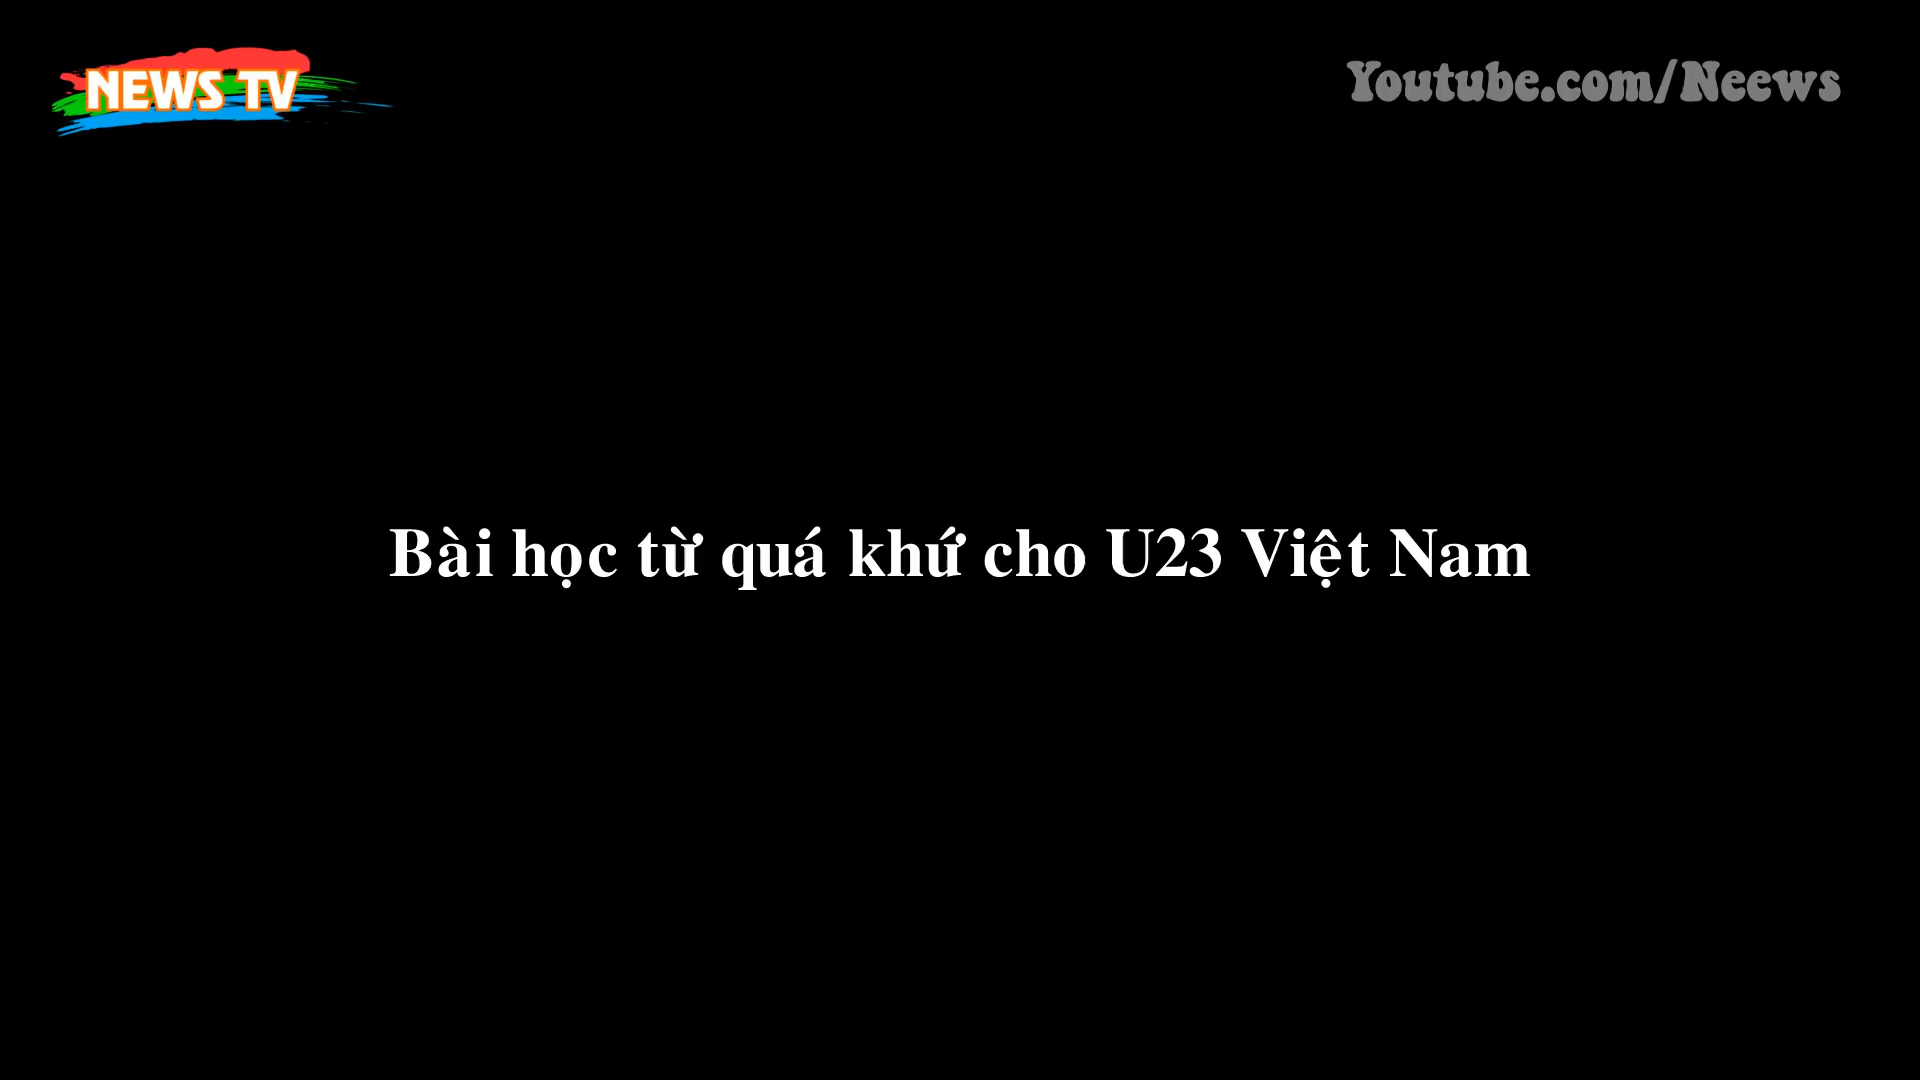 NEWS TV
Youtube.com/Neews
Bài học từ quá khứ cho U23 Việt Nam